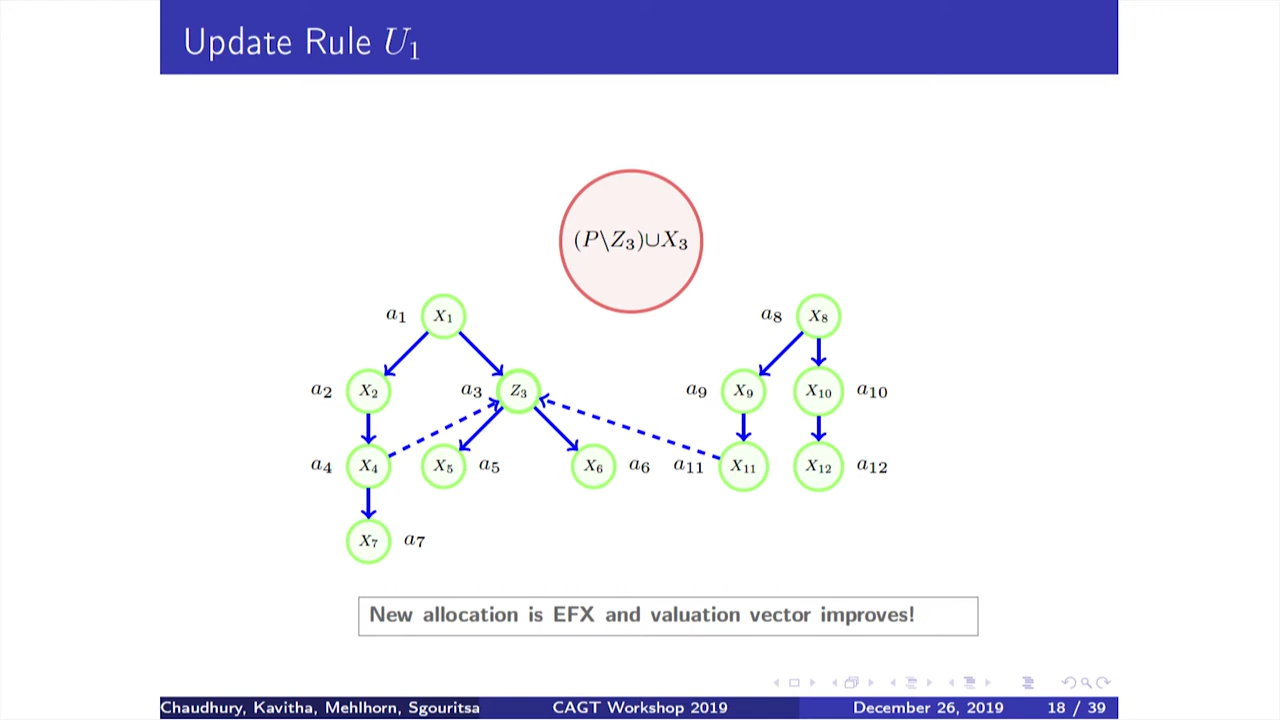 Update Rule U₁
(P\Z₃)∪X₃
a₁ X₁ a₈ X₈
a₂ X₂ a₃ Z₃ a₉ X₉ X₁₀ a₁₀
a₄ X₄ X₅ a₅ X₆ a₆ a₁₁ X₁₁ X₁₂ a₁₂
X₇ a₇
New allocation is EFX and valuation vector improves!
Chaudhury, Kavitha, Mehlhorn, Sgouritsa CAGT Workshop 2019 December 26, 2019 18 / 39